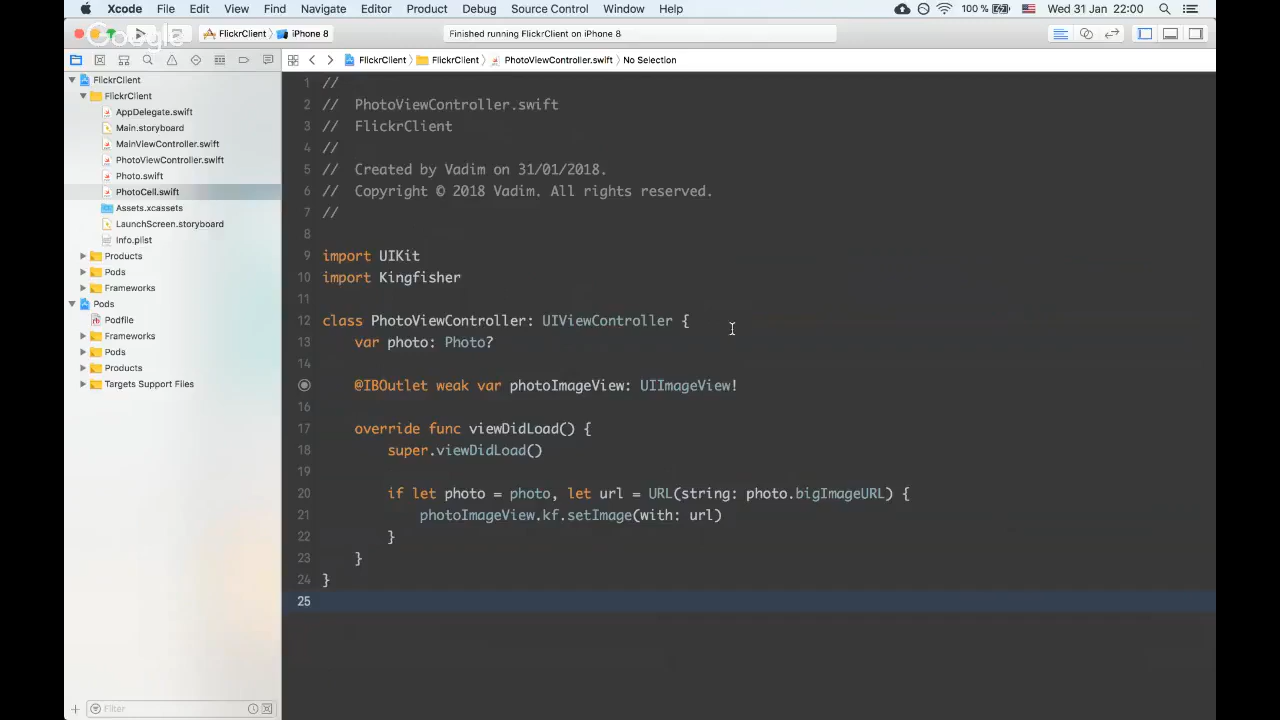 Xcode File Edit View Find Navigate Editor Product Debug Source Control Window Help 100 % Wed 31 Jan 22:00
Google
FlickrClient iPhone 8
Finished running FlickrClient on iPhone 8
FlickrClient FlickrClient PhotoViewController.swift No Selection
FlickrClient
FlickrClient
AppDelegate.swift
Main.storyboard
MainViewController.swift
PhotoViewController.swift
Photo.swift
PhotoCell.swift
Assets.xcassets
LaunchScreen.storyboard
Info.plist
Products
Pods
Frameworks
Pods
Podfile
Frameworks
Pods
Products
Targets Support Files
Filter
1 //
2 // PhotoViewController.swift
3 // FlickrClient
4 //
5 // Created by Vadim on 31/01/2018.
6 // Copyright © 2018 Vadim. All rights reserved.
7 //
8
9 import UIKit
10 import Kingfisher
11
12 class PhotoViewController: UIViewController {
13 var photo: Photo?
14
@IBOutlet weak var photoImageView: UIImageView!
16
17 override func viewDidLoad() {
18 super.viewDidLoad()
19
20 if let photo = photo, let url = URL(string: photo.bigImageURL) {
21 photoImageView.kf.setImage(with: url)
22 }
23 }
24 }
25